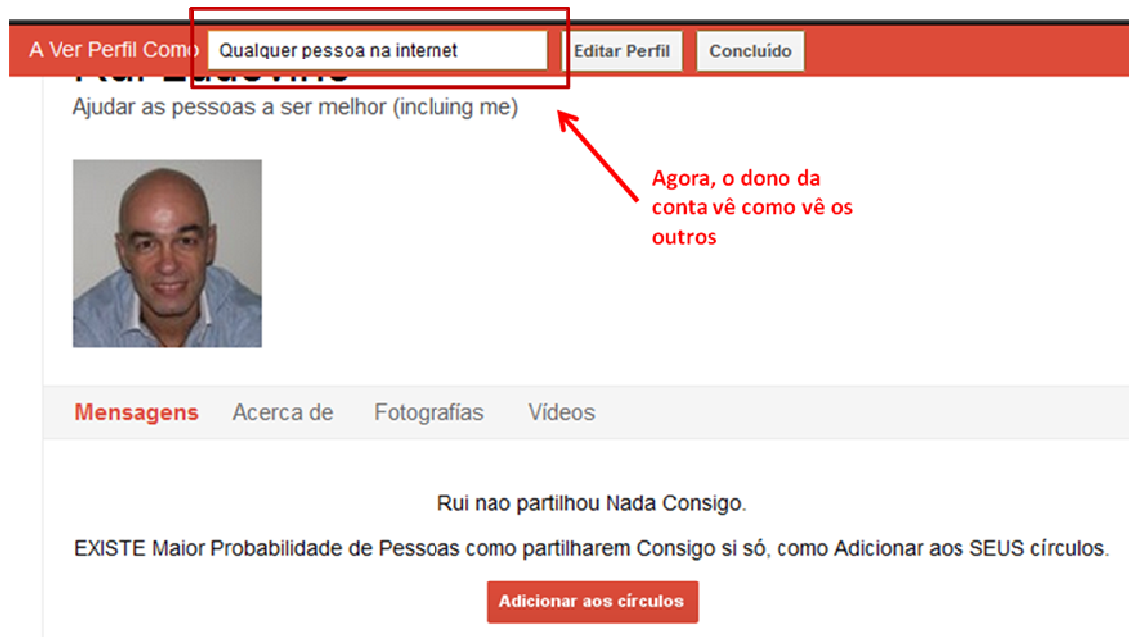 A Ver Perfil Como Qualquer pessoa na internet Editar Perfil Concluído
Ajudar as pessoas a ser melhor (incluing me)
Agora, o dono da
conta vê como vê os
outros
Mensagens Acerca de Fotografias Vídeos
Rui nao partilhou Nada Consigo.
EXISTE Maior Probabilidade de Pessoas como partilharem Consigo si só, como Adicionar aos SEUS círculos.
Adicionar aos círculos